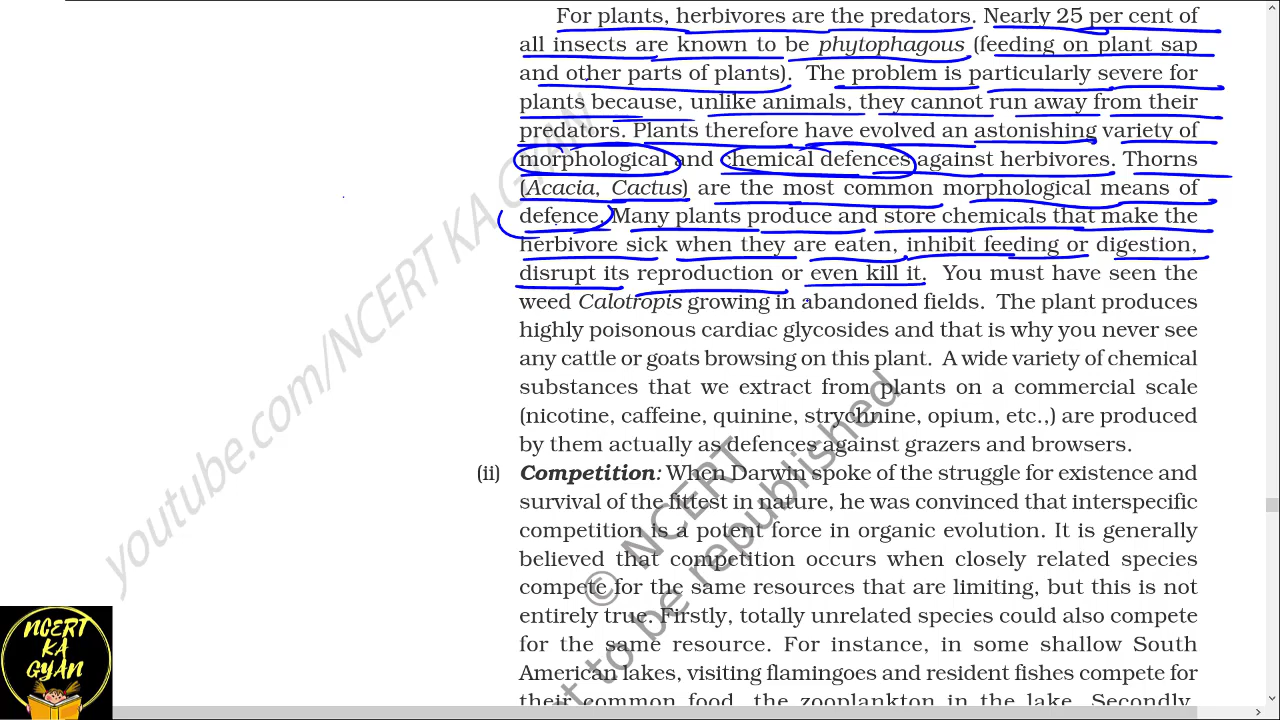 For plants, herbivores are the predators. Nearly 25 per cent of
all insects are known to be phytophagous (feeding on plant sap
and other parts of plants). The problem is particularly severe for
plants because, unlike animals, they cannot run away from their
predators. Plants therefore have evolved an astonishing variety of
morphological and chemical defences against herbivores. Thorns
(Acacia, Cactus) are the most common morphological means of
defence. Many plants produce and store chemicals that make the
herbivore sick when they are eaten, inhibit feeding or digestion,
disrupt its reproduction or even kill it. You must have seen the
weed Calotropis growing in abandoned fields. The plant produces
highly poisonous cardiac glycosides and that is why you never see
any cattle or goats browsing on this plant. A wide variety of chemical
substances that we extract from plants on a commercial scale
(nicotine, caffeine, quinine, strychnine, opium, etc.,) are produced
by them actually as defences against grazers and browsers.
(ii) Competition: When Darwin spoke of the struggle for existence and
survival of the fittest in nature, he was convinced that interspecific
competition is a potent force in organic evolution. It is generally
believed that competition occurs when closely related species
compete for the same resources that are limiting, but this is not
entirely true. Firstly, totally unrelated species could also compete
for the same resource. For instance, in some shallow South
American lakes, visiting flamingoes and resident fishes compete for
their common food, the zooplankton in the lake. Secondly,
youtube.com/NCERT KA GYAN
© NCERT
t to be republished
NCERT
KA
GYAN